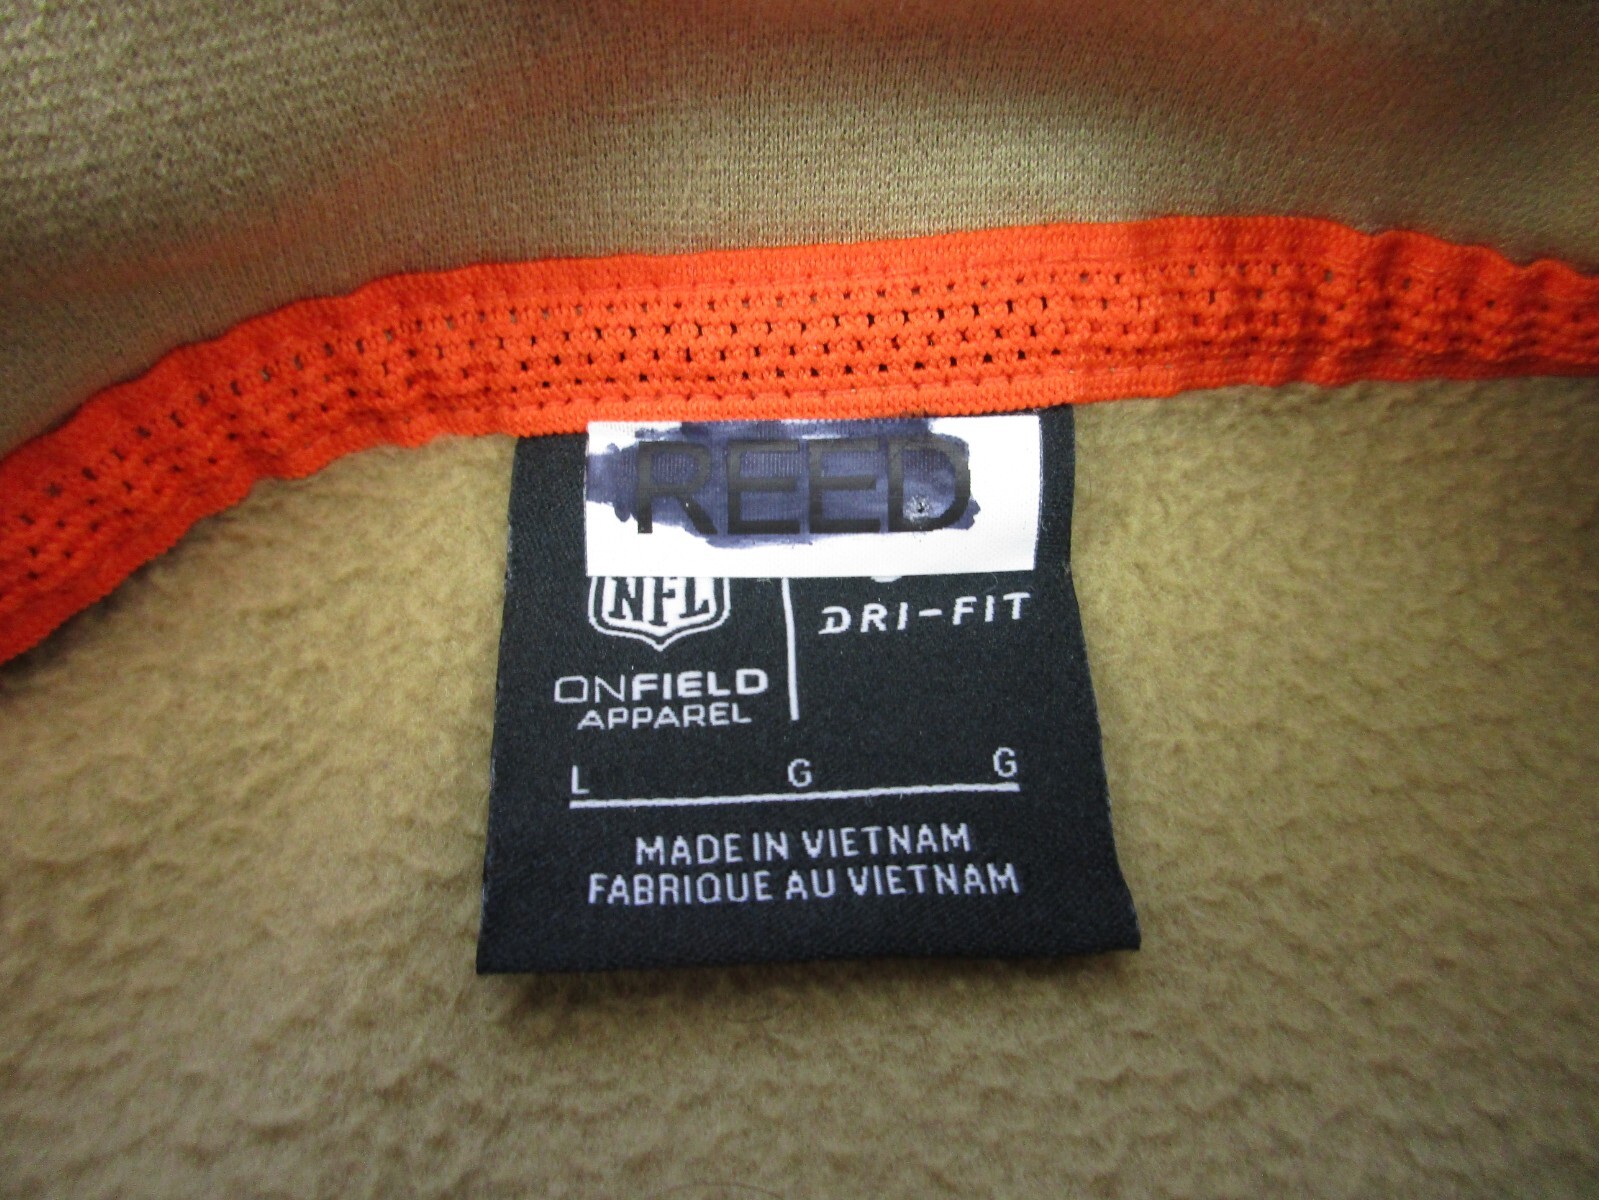 REED
NFL
DRI-FIT
ONFIELD
APPAREL
L G G
MADE IN VIETNAM
FABRIQUE AU VIETNAM